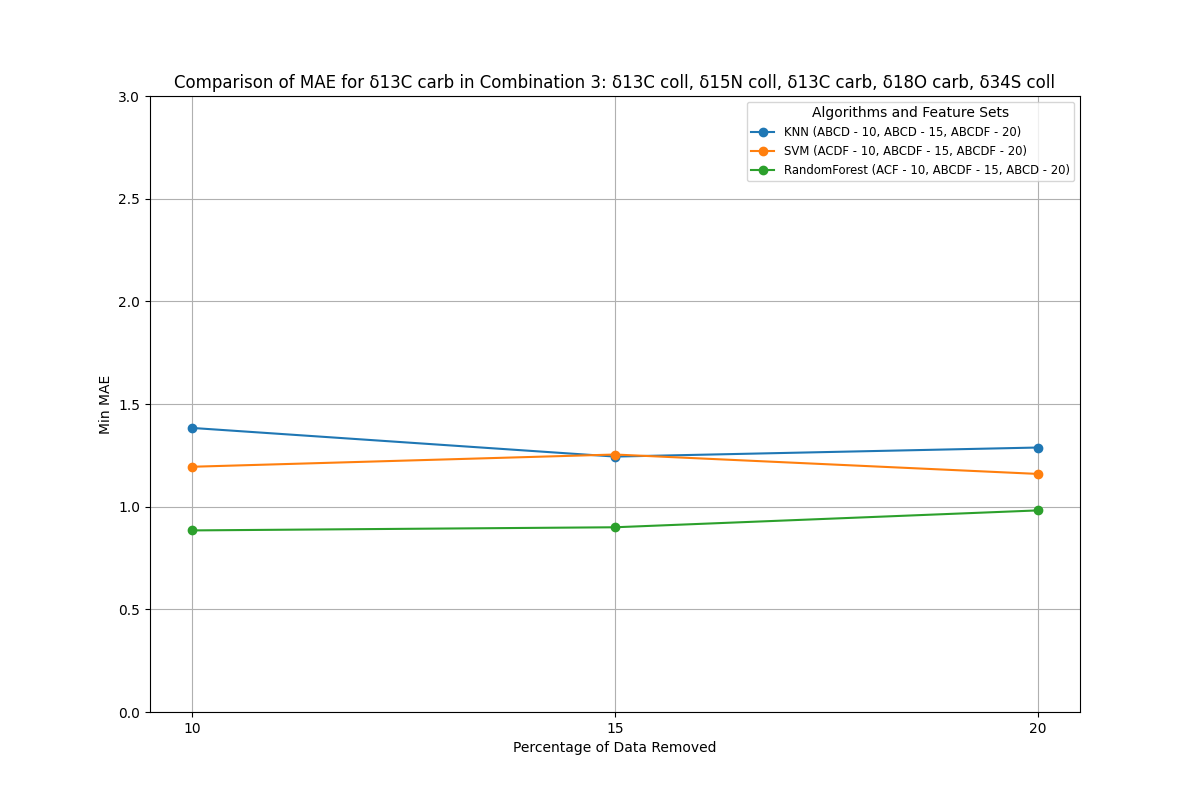 Comparison of MAE for δ13C carb in Combination 3: δ13C coll, δ15N coll, δ13C carb, δ18O carb, δ34S coll
Algorithms and Feature Sets
KNN (ABCD - 10, ABCD - 15, ABCDF - 20)
SVM (ACDF - 10, ABCDF - 15, ABCDF - 20)
RandomForest (ACF - 10, ABCDF - 15, ABCD - 20)
Min MAE
3.0
2.5
2.0
1.5
1.0
0.5
0.0
10 15 20
Percentage of Data Removed